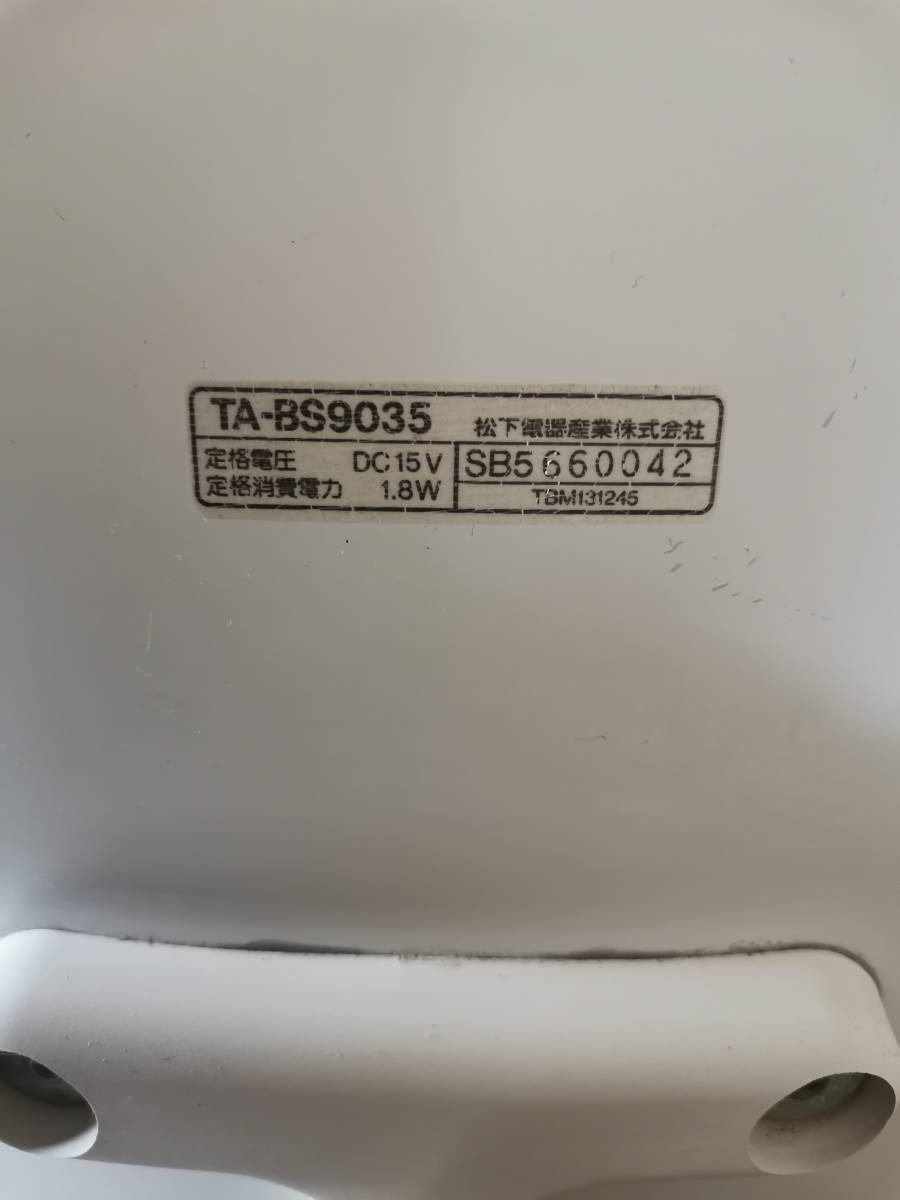 TA-BS9035 松下電器産業株式会社
定格電圧 DC15V SB5660042
定格消費電力 1.8W TBM131245